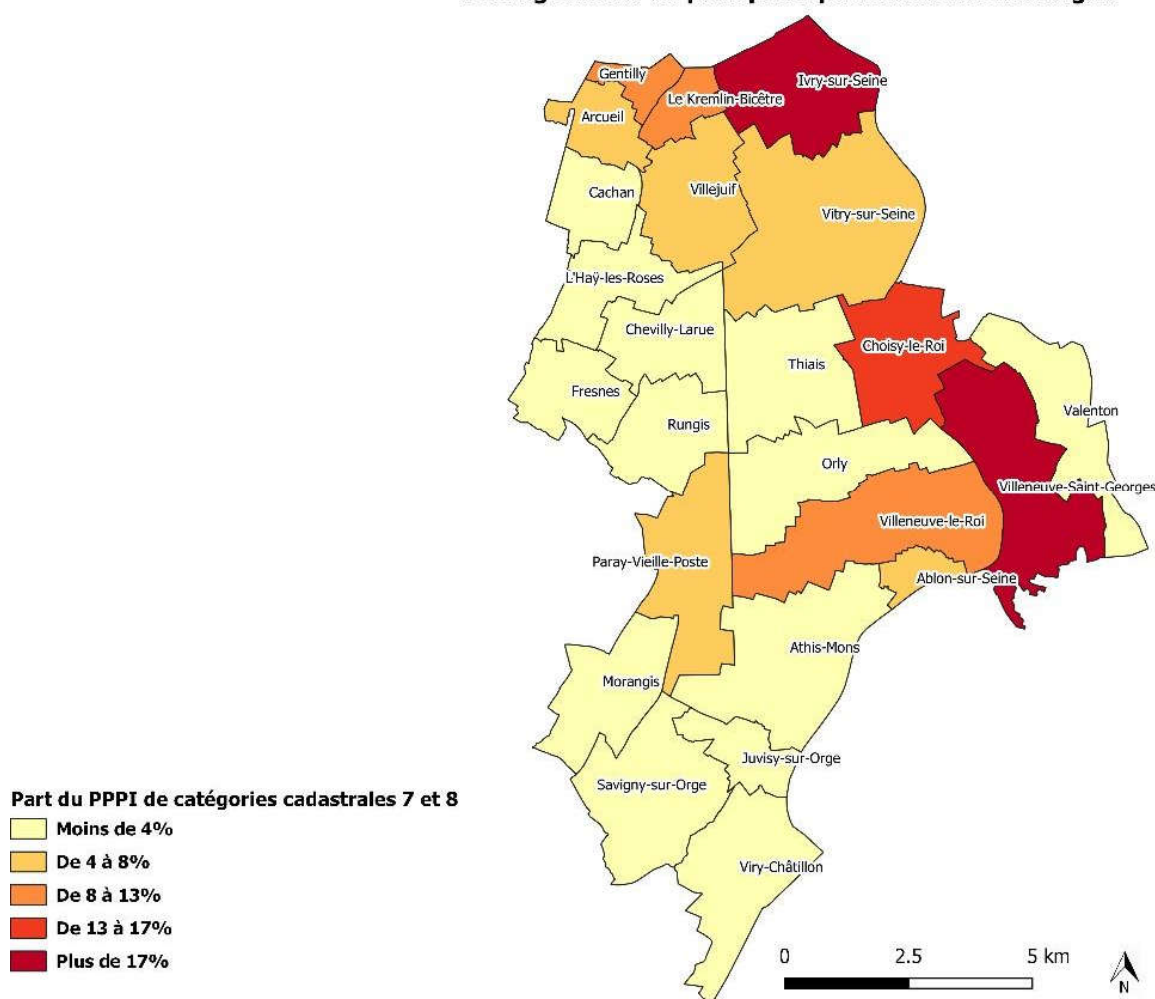 Gentilly
Ivry-sur-Seine
Le Kremlin-Bicêtre
Arcueil
Cachan
Villejuif
Vitry-sur-Seine
L'Haÿ-les-Roses
Chevilly-Larue
Choisy-le-Roi
Thiais
Fresnes
Valenton
Rungis
Orly
Villeneuve-Saint-Georges
Villeneuve-le-Roi
Paray-Vieille-Poste
Ablon-sur-Seine
Athis-Mons
Morangis
Juvisy-sur-Orge
Savigny-sur-Orge
Viry-Châtillon
Part du PPPI de catégories cadastrales 7 et 8
Moins de 4%
De 4 à 8%
De 8 à 13%
De 13 à 17%
Plus de 17%
0 2.5 5 km
N